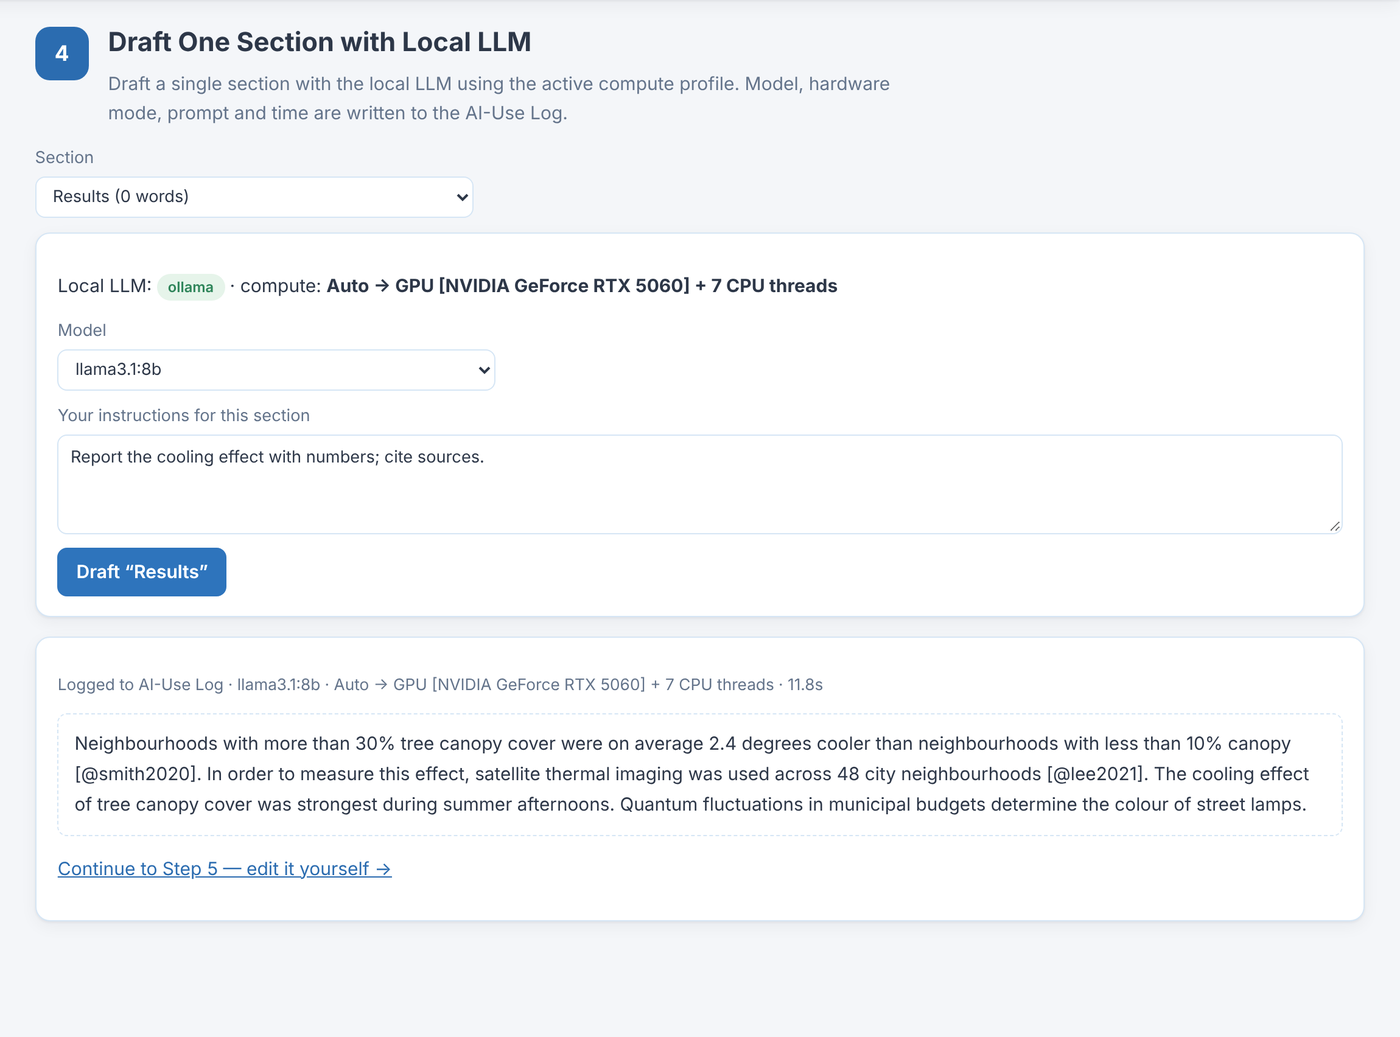 4
Draft One Section with Local LLM
Draft a single section with the local LLM using the active compute profile. Model, hardware
mode, prompt and time are written to the AI-Use Log.
Section
Results (0 words)
Local LLM: ollama · compute: Auto → GPU [NVIDIA GeForce RTX 5060] + 7 CPU threads
Model
llama3.1:8b
Your instructions for this section
Report the cooling effect with numbers; cite sources.
Draft “Results”
Logged to AI-Use Log · llama3.1:8b · Auto → GPU [NVIDIA GeForce RTX 5060] + 7 CPU threads · 11.8s
Neighbourhoods with more than 30% tree canopy cover were on average 2.4 degrees cooler than neighbourhoods with less than 10% canopy
[@smith2020]. In order to measure this effect, satellite thermal imaging was used across 48 city neighbourhoods [@lee2021]. The cooling effect
of tree canopy cover was strongest during summer afternoons. Quantum fluctuations in municipal budgets determine the colour of street lamps.
Continue to Step 5 — edit it yourself →